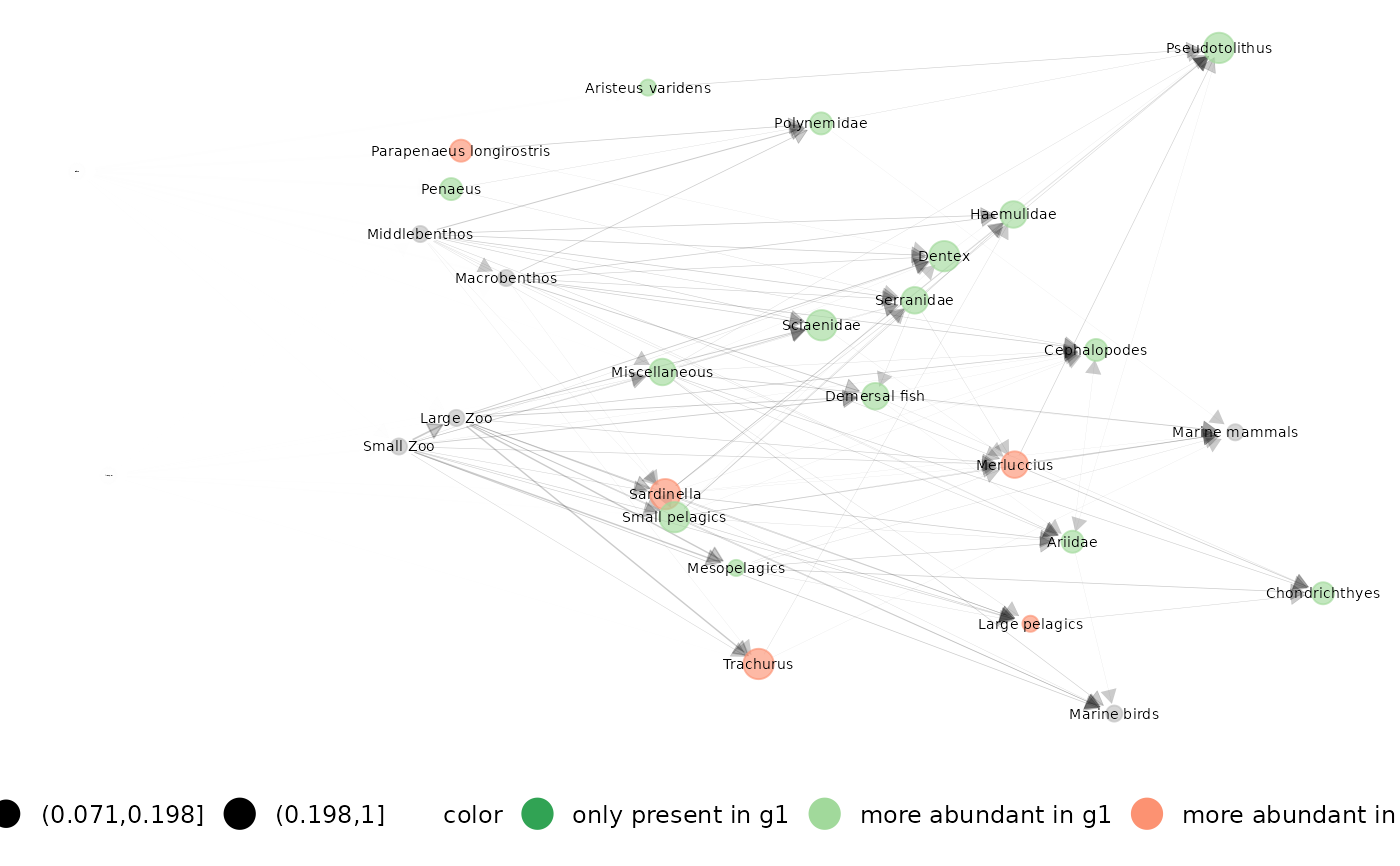 Pseudotolithus
Aristeus varidens
Polynemidae
Parapenaeus longirostris
Penaeus
Haemulidae
Middlebenthos
Dentex
Macrobenthos
Serranidae
Sciaenidae
Cephalopodes
Miscellaneous
Demersal fish
Large Zoo
Marine mammals
Small Zoo
Merluccius
Sardinella
Small pelagics
Ariidae
Mesopelagics
Chondrichthyes
Large pelagics
Trachurus
Marine birds
(0.071,0.198] (0.198,1] color only present in g1 more abundant in g1 more abundant in